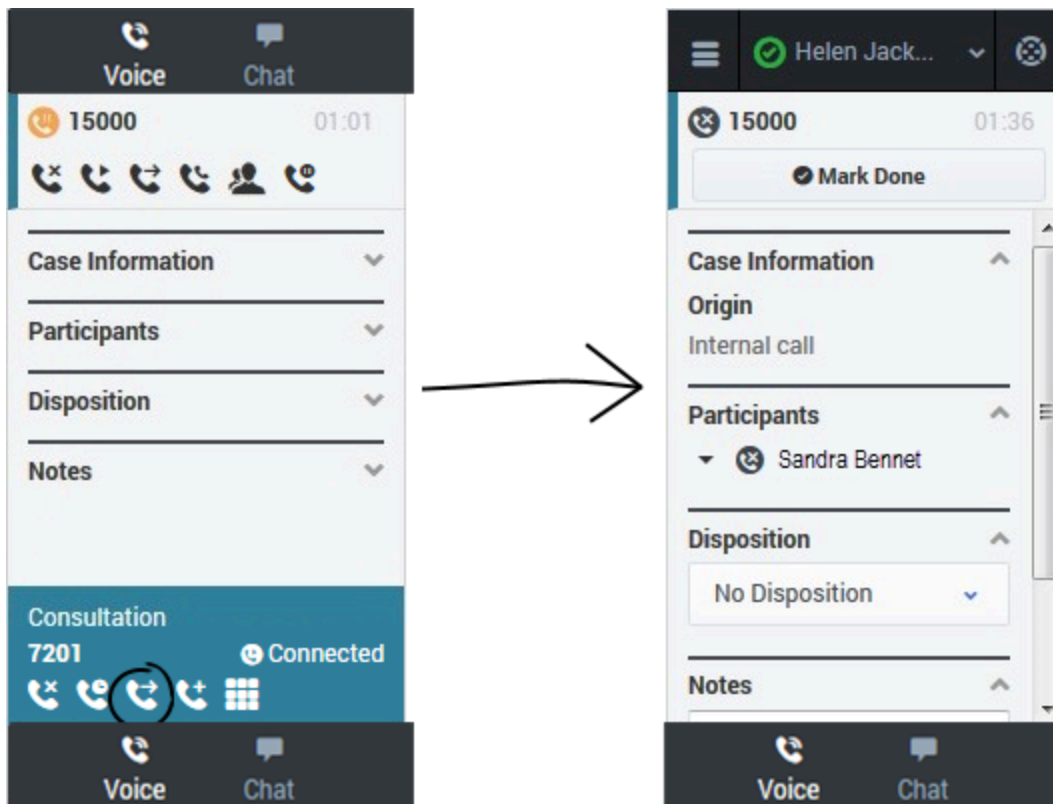 Voice Chat
15000 01:01
Case Information
Participants
Disposition
Notes
Consultation
7201 Connected
Voice Chat
Helen Jack...
15000 01:36
Mark Done
Case Information
Origin
Internal call
Participants
Sandra Bennet
Disposition
No Disposition
Notes
Voice Chat